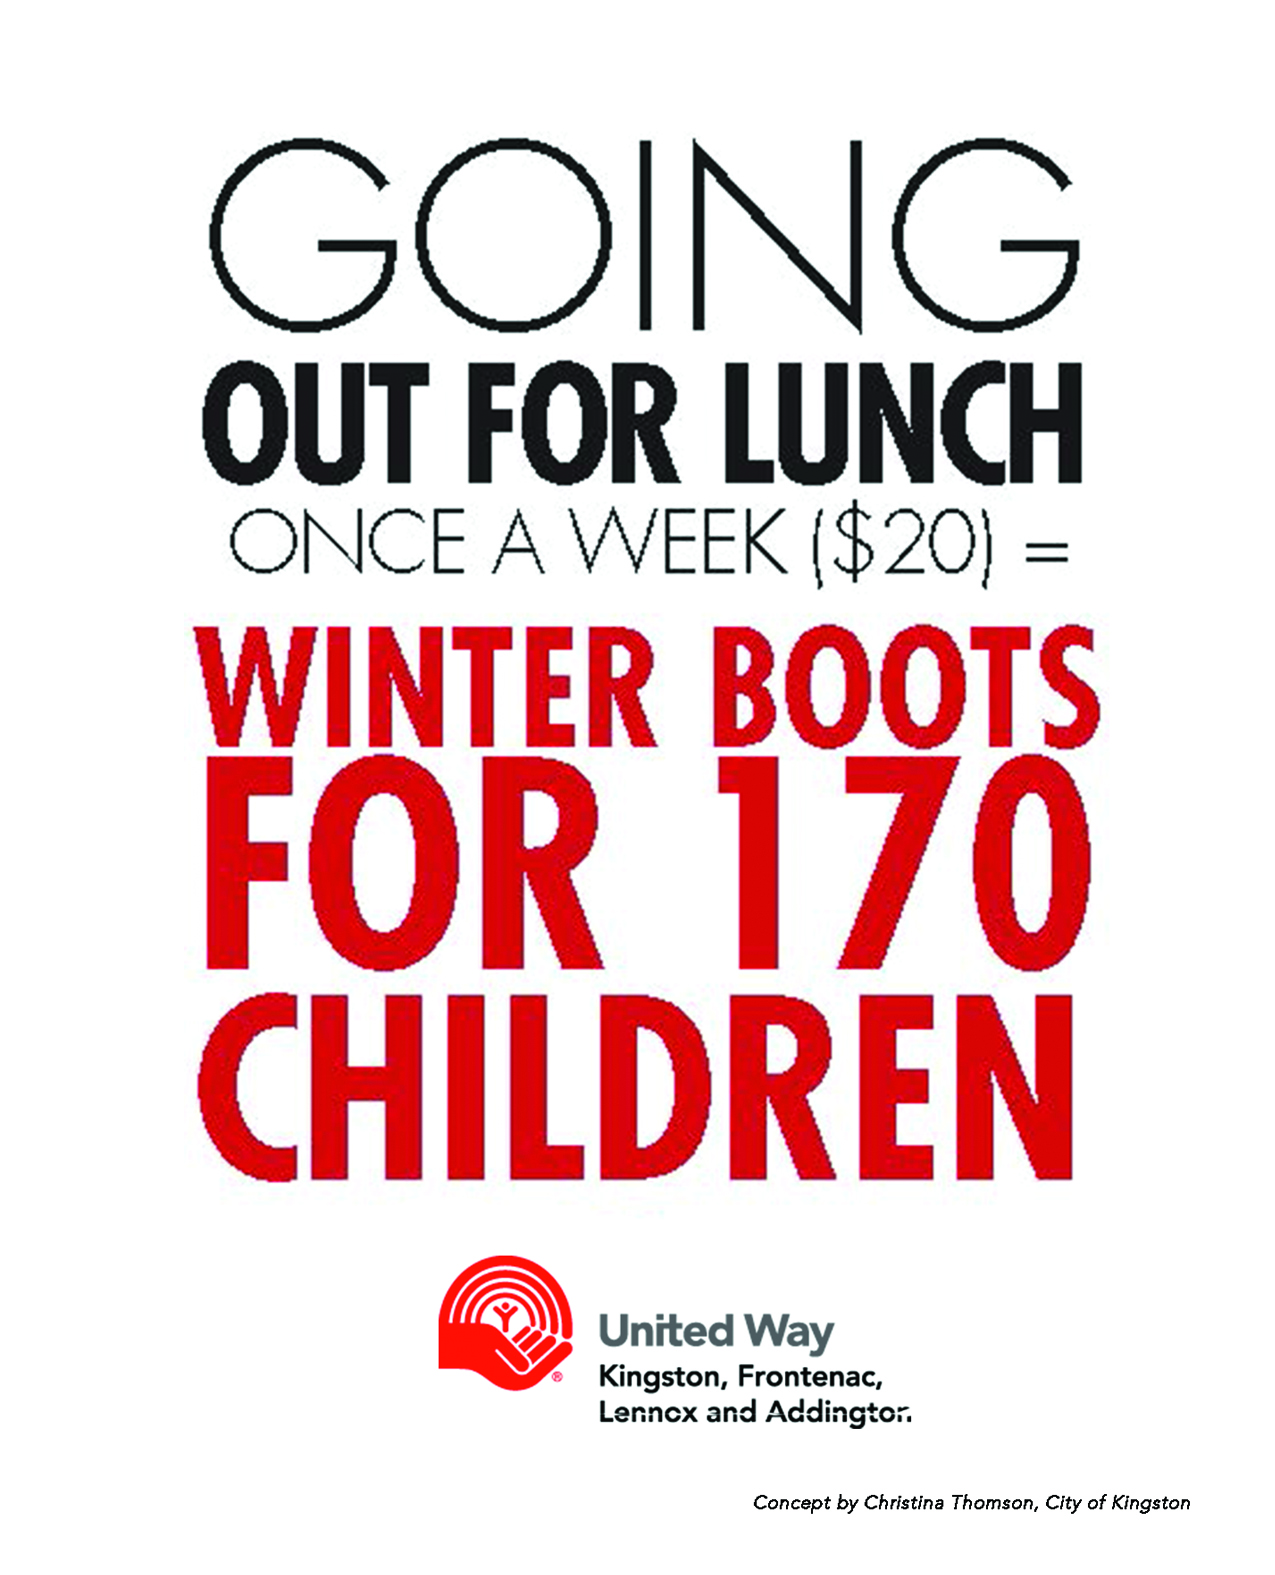 GOING
OUT FOR LUNCH
ONCE A WEEK ($20) =
WINTER BOOTS
FOR 170
CHILDREN
United Way
Kingston, Frontenac,
Lennox and Addington
®
Concept by Christina Thomson, City of Kingston